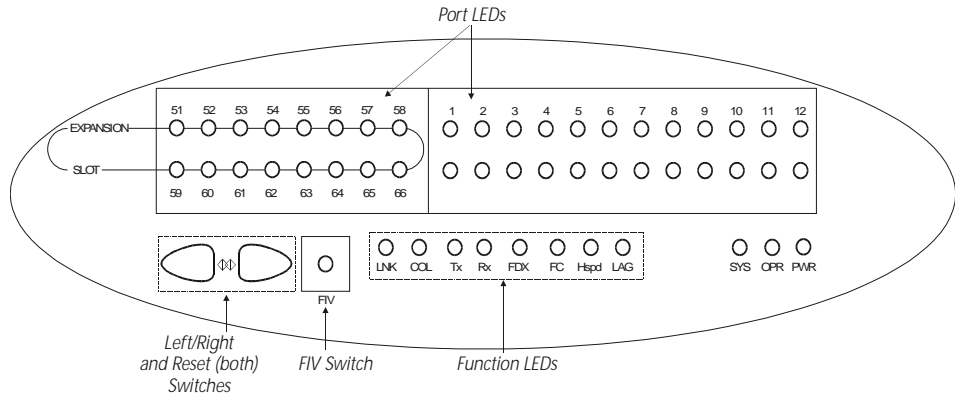 Port LEDs
51 52 53 54 55 56 57 58 1 2 3 4 5 6 7 8 9 10 11 12
EXPANSION
SLOT
59 60 61 62 63 64 65 66
LNK COL Tx Rx FDX FC Hspd LAG SYS OPR PWR
FIV
Left/Right
and Reset (both)
Switches
FIV Switch
Function LEDs